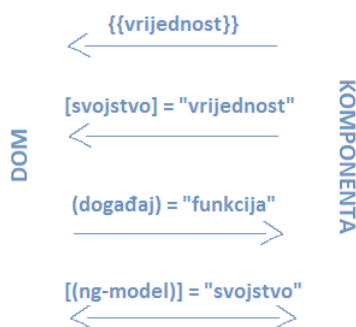 {{vrijednost}}
[svojstvo] = "vrijednost"
DOM
KOMPONENTA
(događaj) = "funkcija"
[(ng-model)] = "svojstvo"